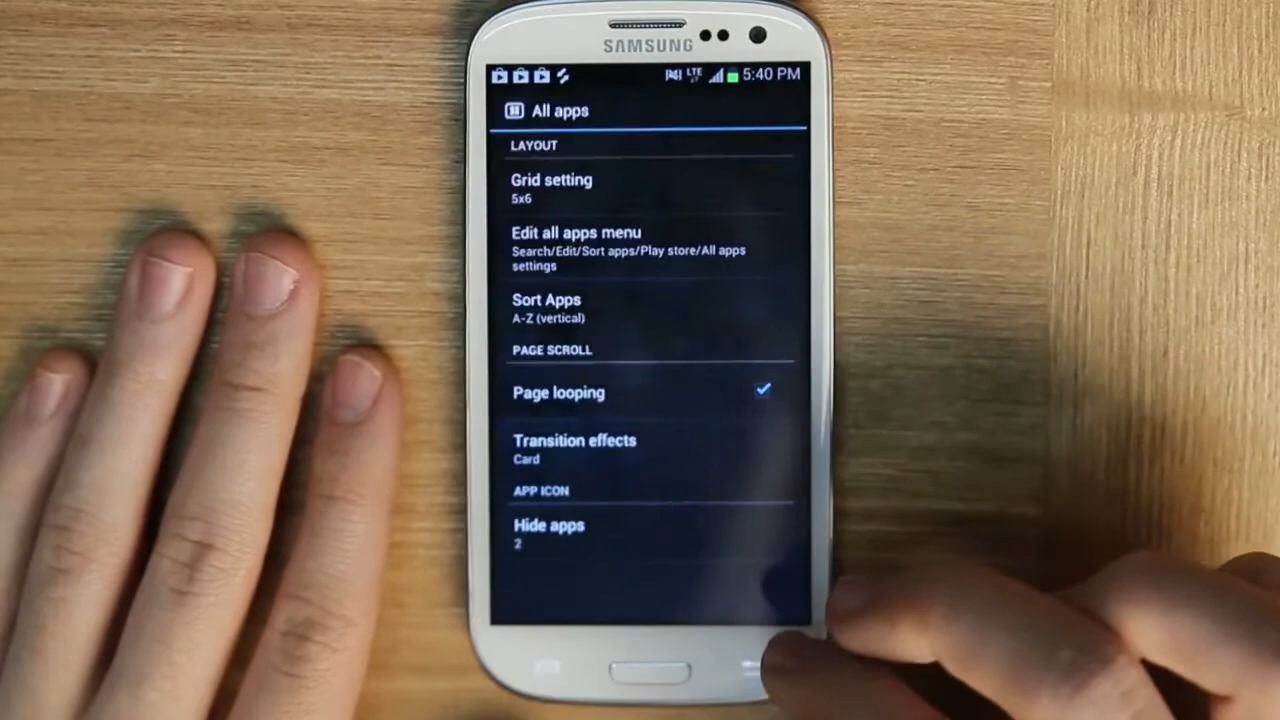 SAMSUNG
LTE 5:40 PM
All apps
LAYOUT
Grid setting
5x6
Edit all apps menu
Search/Edit/Sort apps/Play store/All apps
settings
Sort Apps
A-Z (vertical)
PAGE SCROLL
Page looping
Transition effects
Card
APP ICON
Hide apps
2